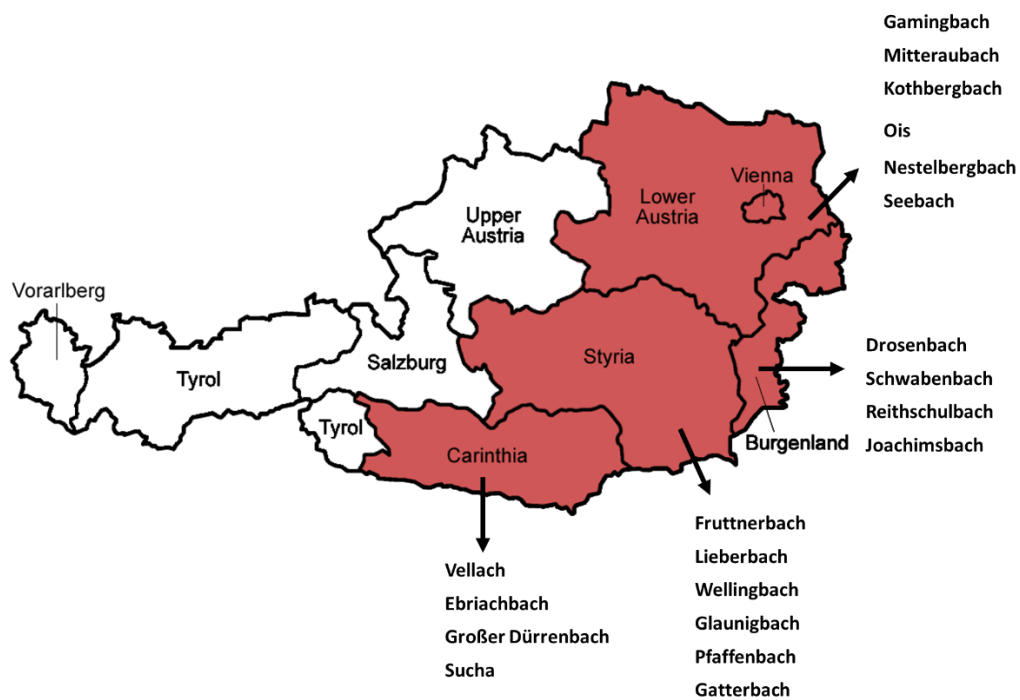 Gamingbach
Mitteraubach
Kothbergbach
Ois
Nestelbergbach
Seebach
Vienna
Lower
Austria
Upper
Austria
Vorarlberg
Tyrol
Salzburg
Styria
Drosenbach
Schwabenbach
Reithschulbach
Joachimsbach
Tyrol
Carinthia
Burgenland
Fruttnerbach
Lieberbach
Wellingbach
Glaunigbach
Pfaffenbach
Gatterbach
Vellach
Ebriachbach
Großer Dürrenbach
Sucha